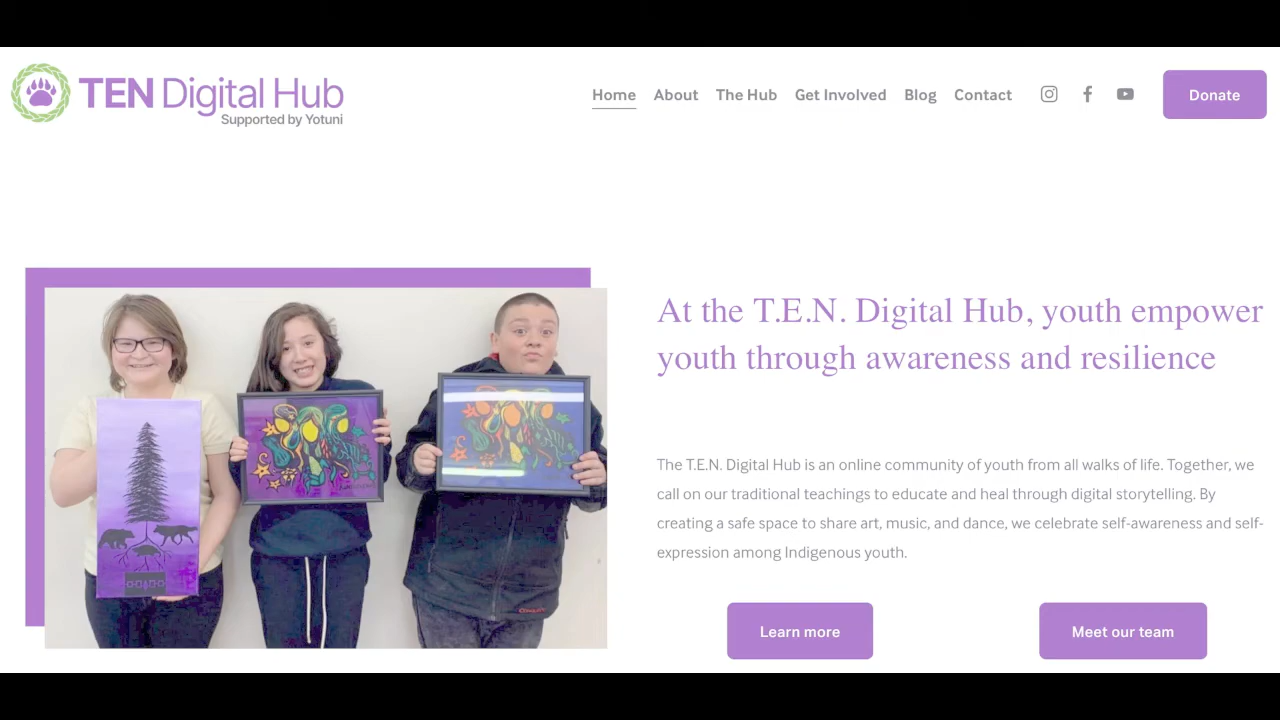 TEN Digital Hub
Supported by Yotuni
Home About The Hub Get Involved Blog Contact Donate
At the T.E.N. Digital Hub, youth empower
youth through awareness and resilience
The T.E.N. Digital Hub is an online community of youth from all walks of life. Together, we
call on our traditional teachings to educate and heal through digital storytelling. By
creating a safe space to share art, music, and dance, we celebrate self-awareness and self-
expression among Indigenous youth.
Learn more
Meet our team